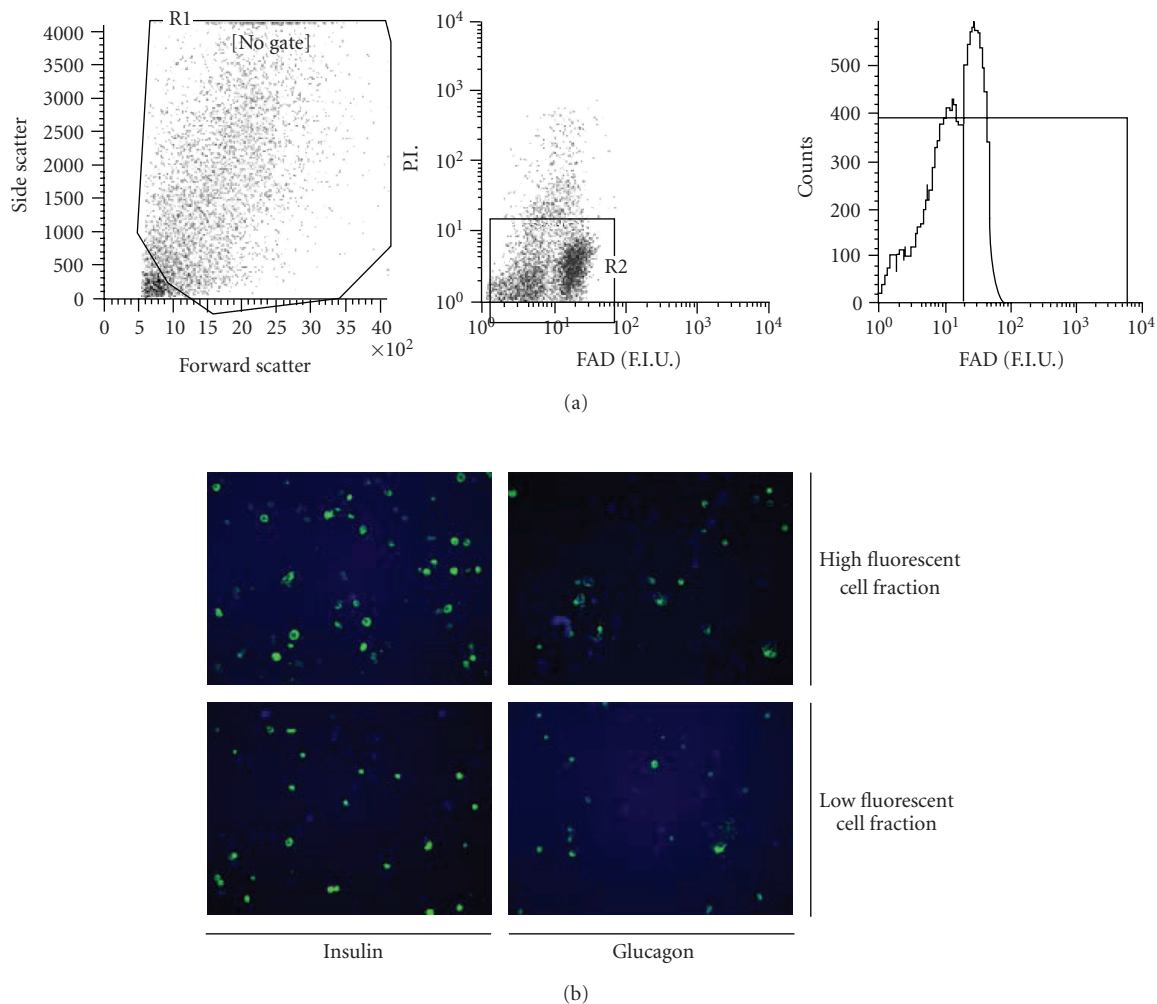 R1
[No gate]
4000
3500
3000
2500
2000
1500
1000
500
0
Side scatter
0 5 10 15 20 25 30 35 40
×10²
Forward scatter
10⁴
10³
10²
10¹
10⁰
P.I.
R2
10⁰ 10¹ 10² 10³ 10⁴
FAD (F.I.U.)
500
400
300
200
100
0
Counts
10⁰ 10¹ 10² 10³ 10⁴
FAD (F.I.U.)
(a)
High fluorescent
cell fraction
Low fluorescent
cell fraction
Insulin Glucagon
(b)